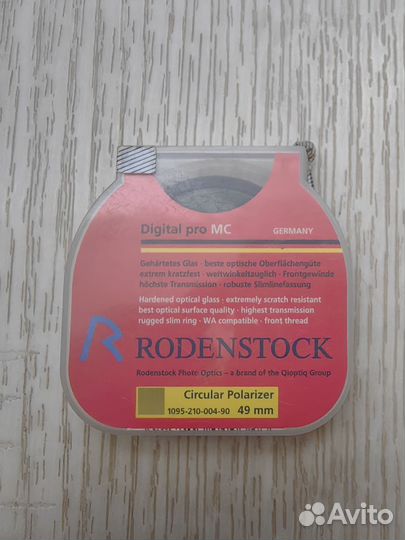 Digital pro MC GERMANY
Gehärtetes Glas · beste optische Oberflächengüte
extrem kratzfest · weitwinkeltauglich · Frontgewinde
höchste Transmission · robuste Slimlinefassung
Hardened optical glass · extremely scratch resistant
best optical surface quality · highest transmission
rugged slim ring · WA compatible · front thread
R RODENSTOCK
Rodenstock Photo Optics – a brand of the Qioptiq Group
Circular Polarizer
1095-210-004-90 49 mm
Avito